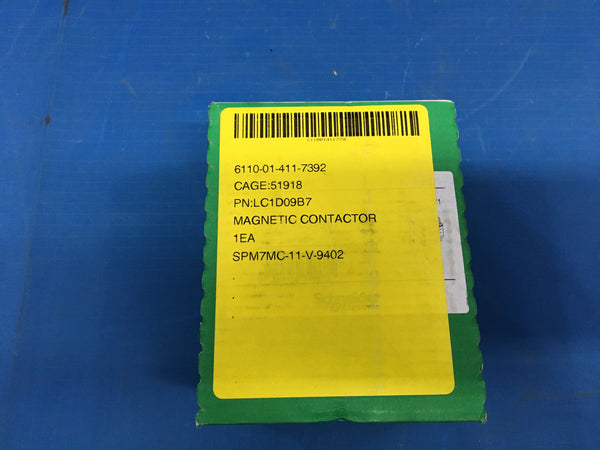 6110-01-411-7392
CAGE:51918
PN:LC1D09B7
MAGNETIC CONTACTOR
1EA
SPM7MC-11-V-9402